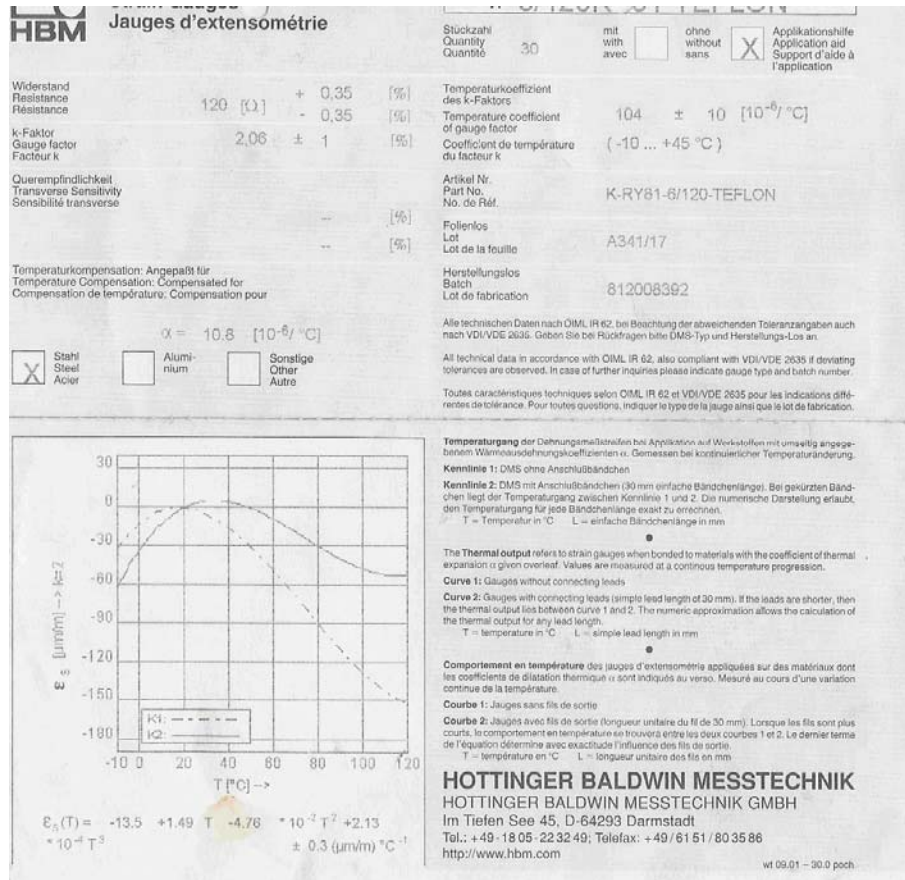 HBM
Jauges d'extensométrie
Stückzahl
Quantity
Quantité
30
mit
with
avec
ohne
without
sans
X
Applikationshilfe
Application aid
Support d'aide à
l'application
Widerstand
Resistance
Résistance
120 [Ω]
+ 0,35 [%]
- 0,35 [%]
k-Faktor
Gauge factor
Facteur k
2,06 ± 1 [%]
Querempfindlichkeit
Transverse Sensitivity
Sensibilité transverse
-- [%]
-- [%]
Temperaturkompensation: Angepaßt für
Temperature Compensation: Compensated for
Compensation de température: Compensation pour
α = 10.8 [10-6/ °C]
X
Stahl
Steel
Acier
Alumi-
nium
Sonstige
Other
Autre
Temperaturkoeffizient
des k-Faktors
Temperature coefficient
of gauge factor
Coefficient de température
du facteur k
104 ± 10 [10-6/ °C]
( -10 ... +45 °C )
Artikel Nr.
Part No.
No. de Réf.
K-RY81-6/120-TEFLON
Folienlos
Lot
Lot de la feuille
A341/17
Herstellungslos
Batch
Lot de fabrication
812008392
Alle technischen Daten nach OIML IR 62, bei Beachtung der abweichenden Toleranzangaben auch
nach VDI/VDE 2635. Geben Sie bei Rückfragen bitte DMS-Typ und Herstellungs-Los an.
All technical data in accordance with OIML IR 62, also compliant with VDI/VDE 2635 if deviating
tolerances are observed. In case of further inquiries please indicate gauge type and batch number.
Toutes caractéristiques techniques selon OIML IR 62 et VDI/VDE 2635 pour les indications diffé-
rentes de tolérance. Pour toutes questions, indiquer le type de la jauge ainsi que le lot de fabrication.
30
0
-30
-60
-90
-120
-150
-180
εs [µm/m] --> k=2
K1:
K2:
-10 0 20 40 60 80 100 120
T [°C] -->
εs(T) = -13.5 +1.49 T -4.76 * 10-2 T2 +2.13
* 10-4 T3
± 0.3 (µm/m) °C-1
Temperaturgang der Dehnungsmeßstreifen bei Applikation auf Werkstoffen mit umseitig angege-
benem Wärmeausdehnungskoeffizienten α. Gemessen bei kontinuierlicher Temperaturänderung.
Kennlinie 1: DMS ohne Anschlußbändchen
Kennlinie 2: DMS mit Anschlußbändchen (30 mm einfache Bändchenlänge). Bei gekürzten Bänd-
chen liegt der Temperaturgang zwischen Kennlinie 1 und 2. Die numerische Darstellung erlaubt,
den Temperaturgang für jede Bändchenlänge exakt zu errechnen.
T = Temperatur in °C L = einfache Bändchenlänge in mm
The Thermal output refers to strain gauges when bonded to materials with the coefficient of thermal
expansion α given overleaf. Values are measured at a continous temperature progression.
Curve 1: Gauges without connecting leads
Curve 2: Gauges with connecting leads (simple lead length of 30 mm). If the leads are shorter, then
the thermal output lies between curve 1 and 2. The numeric approximation allows the calculation of
the thermal output for any lead length.
T = temperature in °C L = simple lead length in mm
Comportement en température des jauges d'extensométrie appliquées sur des matériaux dont
les coefficients de dilatation thermique α sont indiqués au verso. Mesuré au cours d'une variation
continue de la température.
Courbe 1: Jauges sans fils de sortie
Courbe 2: Jauges avec fils de sortie (longueur unitaire du fil de 30 mm). Lorsque les fils sont plus
courts, le comportement en température se trouvera entre les deux courbes 1 et 2. Le dernier terme
de l'équation détermine avec exactitude l'influence des fils de sortie.
T = température en °C L = longueur unitaire des fils en mm
HOTTINGER BALDWIN MESSTECHNIK
HOTTINGER BALDWIN MESSTECHNIK GMBH
Im Tiefen See 45, D-64293 Darmstadt
Tel.: +49 - 18 05 - 22 32 49; Telefax: +49 / 61 51 / 80 35 86
http://www.hbm.com
wt 09.01 – 30.0 poch